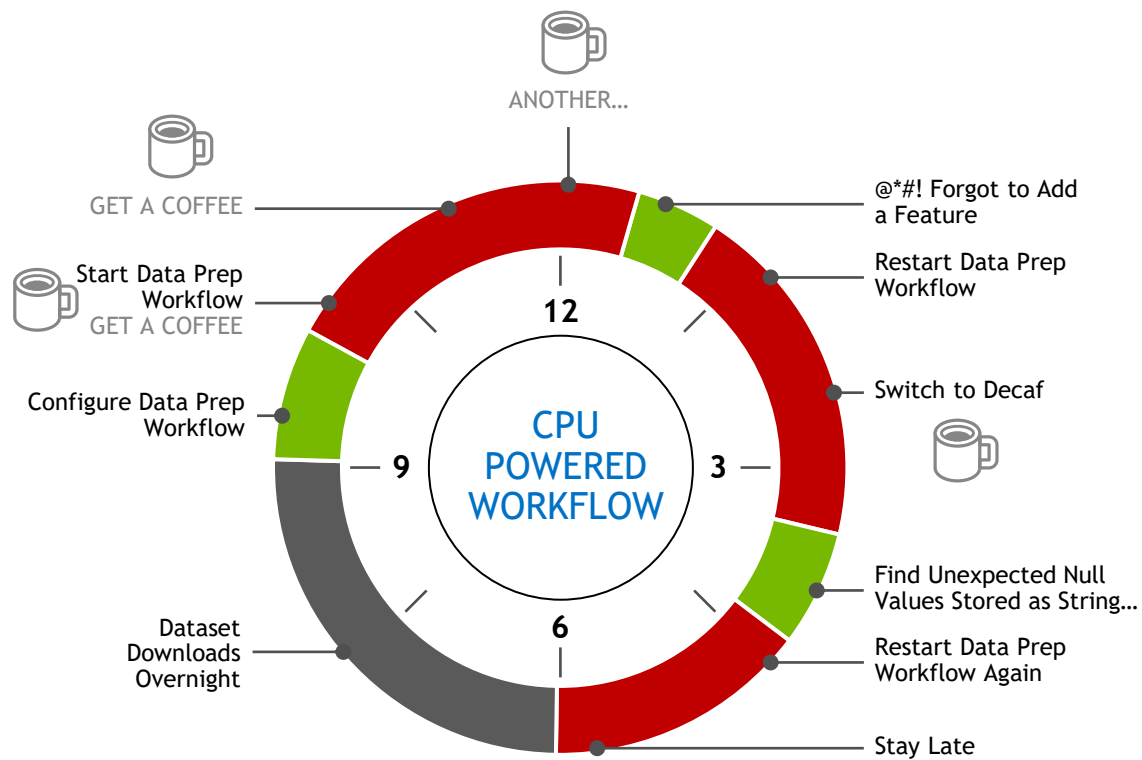 ANOTHER…
GET A COFFEE
Start Data Prep
Workflow
GET A COFFEE
Configure Data Prep
Workflow
Dataset
Downloads
Overnight
12
3
6
9
CPU
POWERED
WORKFLOW
@*#! Forgot to Add
a Feature
Restart Data Prep
Workflow
Switch to Decaf
Find Unexpected Null
Values Stored as String…
Restart Data Prep
Workflow Again
Stay Late